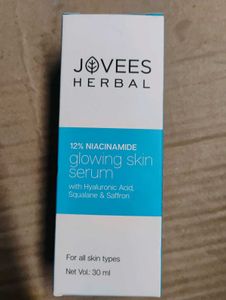 JOVEES
HERBAL
12% NIACINAMIDE
glowing skin
serum
with Hyaluronic Acid,
Squalane & Saffron
For all skin types
Net Vol.: 30 ml